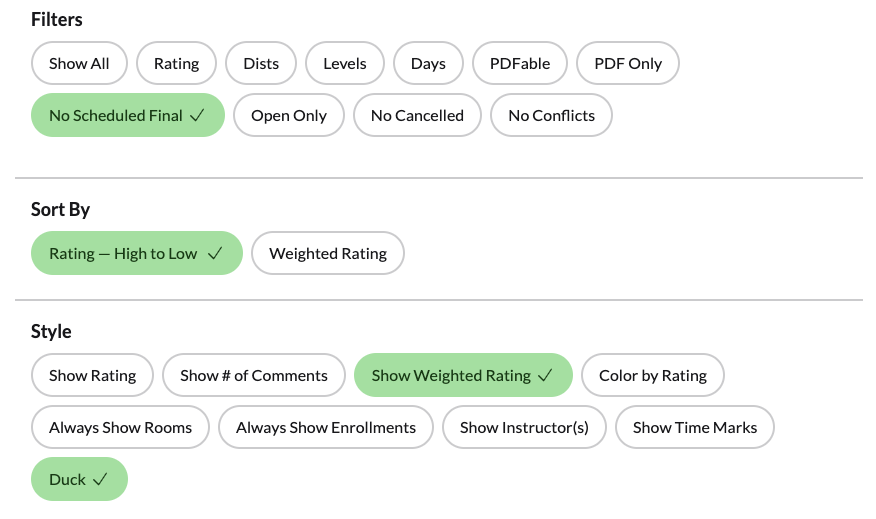 Filters
Show All Rating Dists Levels Days PDFable PDF Only
No Scheduled Final Open Only No Cancelled No Conflicts
Sort By
Rating — High to Low Weighted Rating
Style
Show Rating Show # of Comments Show Weighted Rating Color by Rating
Always Show Rooms Always Show Enrollments Show Instructor(s) Show Time Marks
Duck